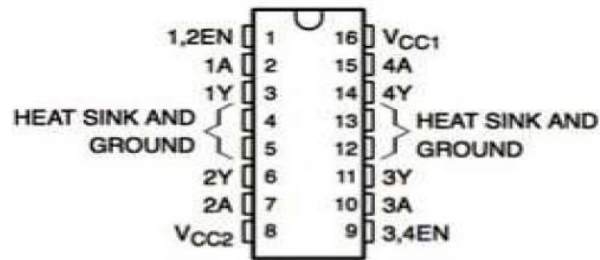 1,2EN 1 16 VCC1
1A 2 15 4A
1Y 3 14 4Y
HEAT SINK AND 4 13 HEAT SINK AND
GROUND 5 12 GROUND
2Y 6 11 3Y
2A 7 10 3A
VCC2 8 9 3,4EN